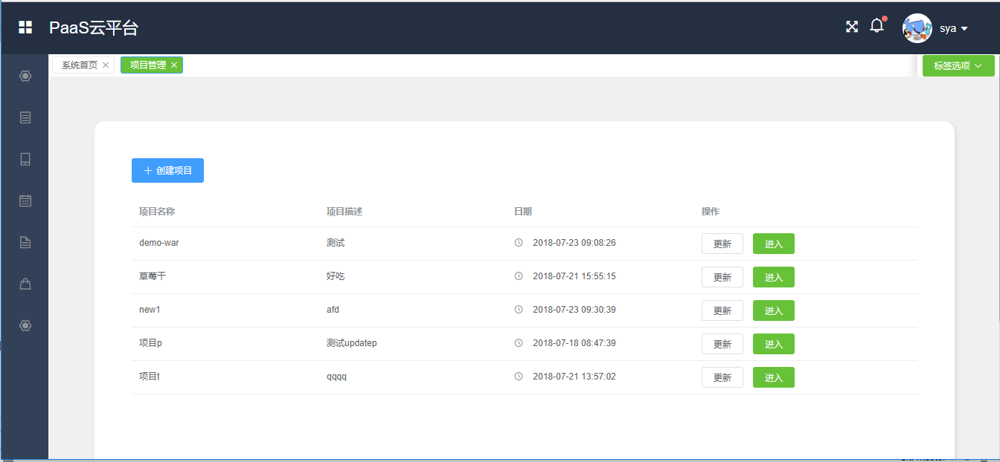 PaaS云平台
sya
系统首页
项目管理
标签选项
创建项目
项目名称 项目描述 日期 操作
demo-war 测试 2018-07-23 09:08:26 更新 进入
草莓干 好吃 2018-07-21 15:55:15 更新 进入
new1 afd 2018-07-23 09:30:39 更新 进入
项目p 测试updatep 2018-07-18 08:47:39 更新 进入
项目t qqqq 2018-07-21 13:57:02 更新 进入